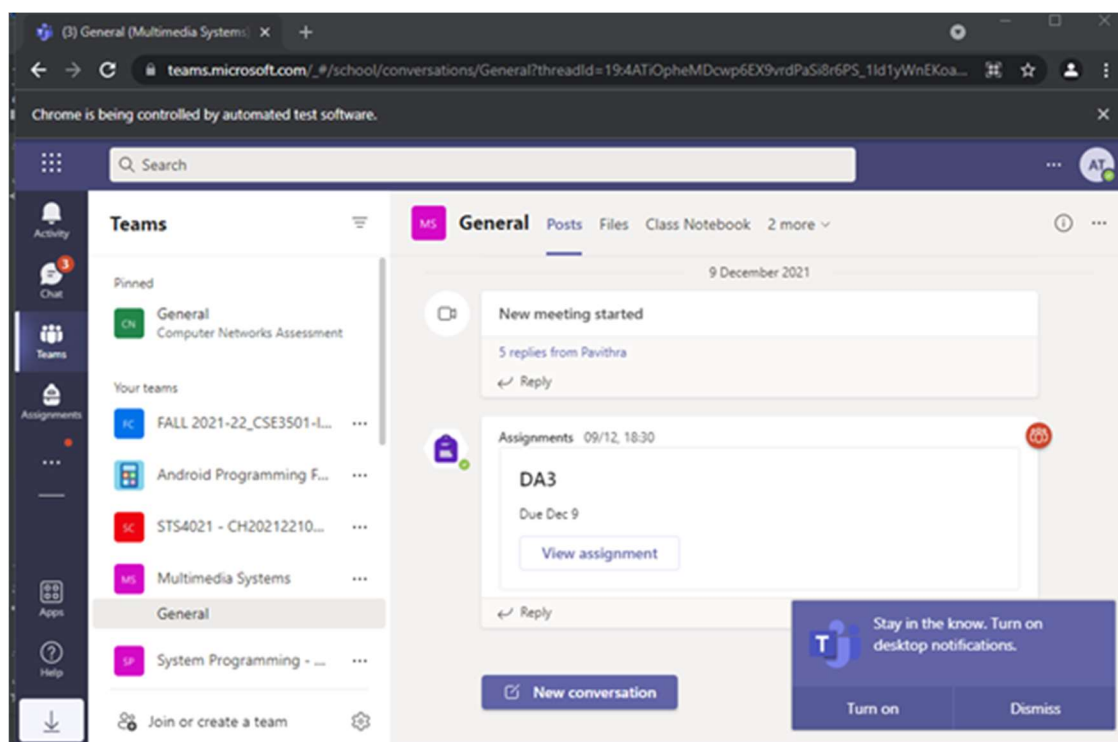 (3) General (Multimedia Systems)
teams.microsoft.com/_#/school/conversations/General?threadId=19:4ATiOpheMDcwp6EX9vrdPaSi8r6PS_1Id1yWnEKoa...
Chrome is being controlled by automated test software.
Search
AT
Activity
3
Chat
Teams
Assignments
Apps
Help
Teams
Pinned
CN
General
Computer Networks Assessment
Your teams
FC FALL 2021-22_CSE3501-I... ...
Android Programming F... ...
SC STS4021 - CH20212210... ...
MS Multimedia Systems ...
General
SP System Programming - ... ...
Join or create a team
MS General Posts Files Class Notebook 2 more
9 December 2021
New meeting started
5 replies from Pavithra
Reply
Assignments 09/12, 18:30
DA3
Due Dec 9
View assignment
Reply
New conversation
T
Stay in the know. Turn on
desktop notifications.
Turn on Dismiss